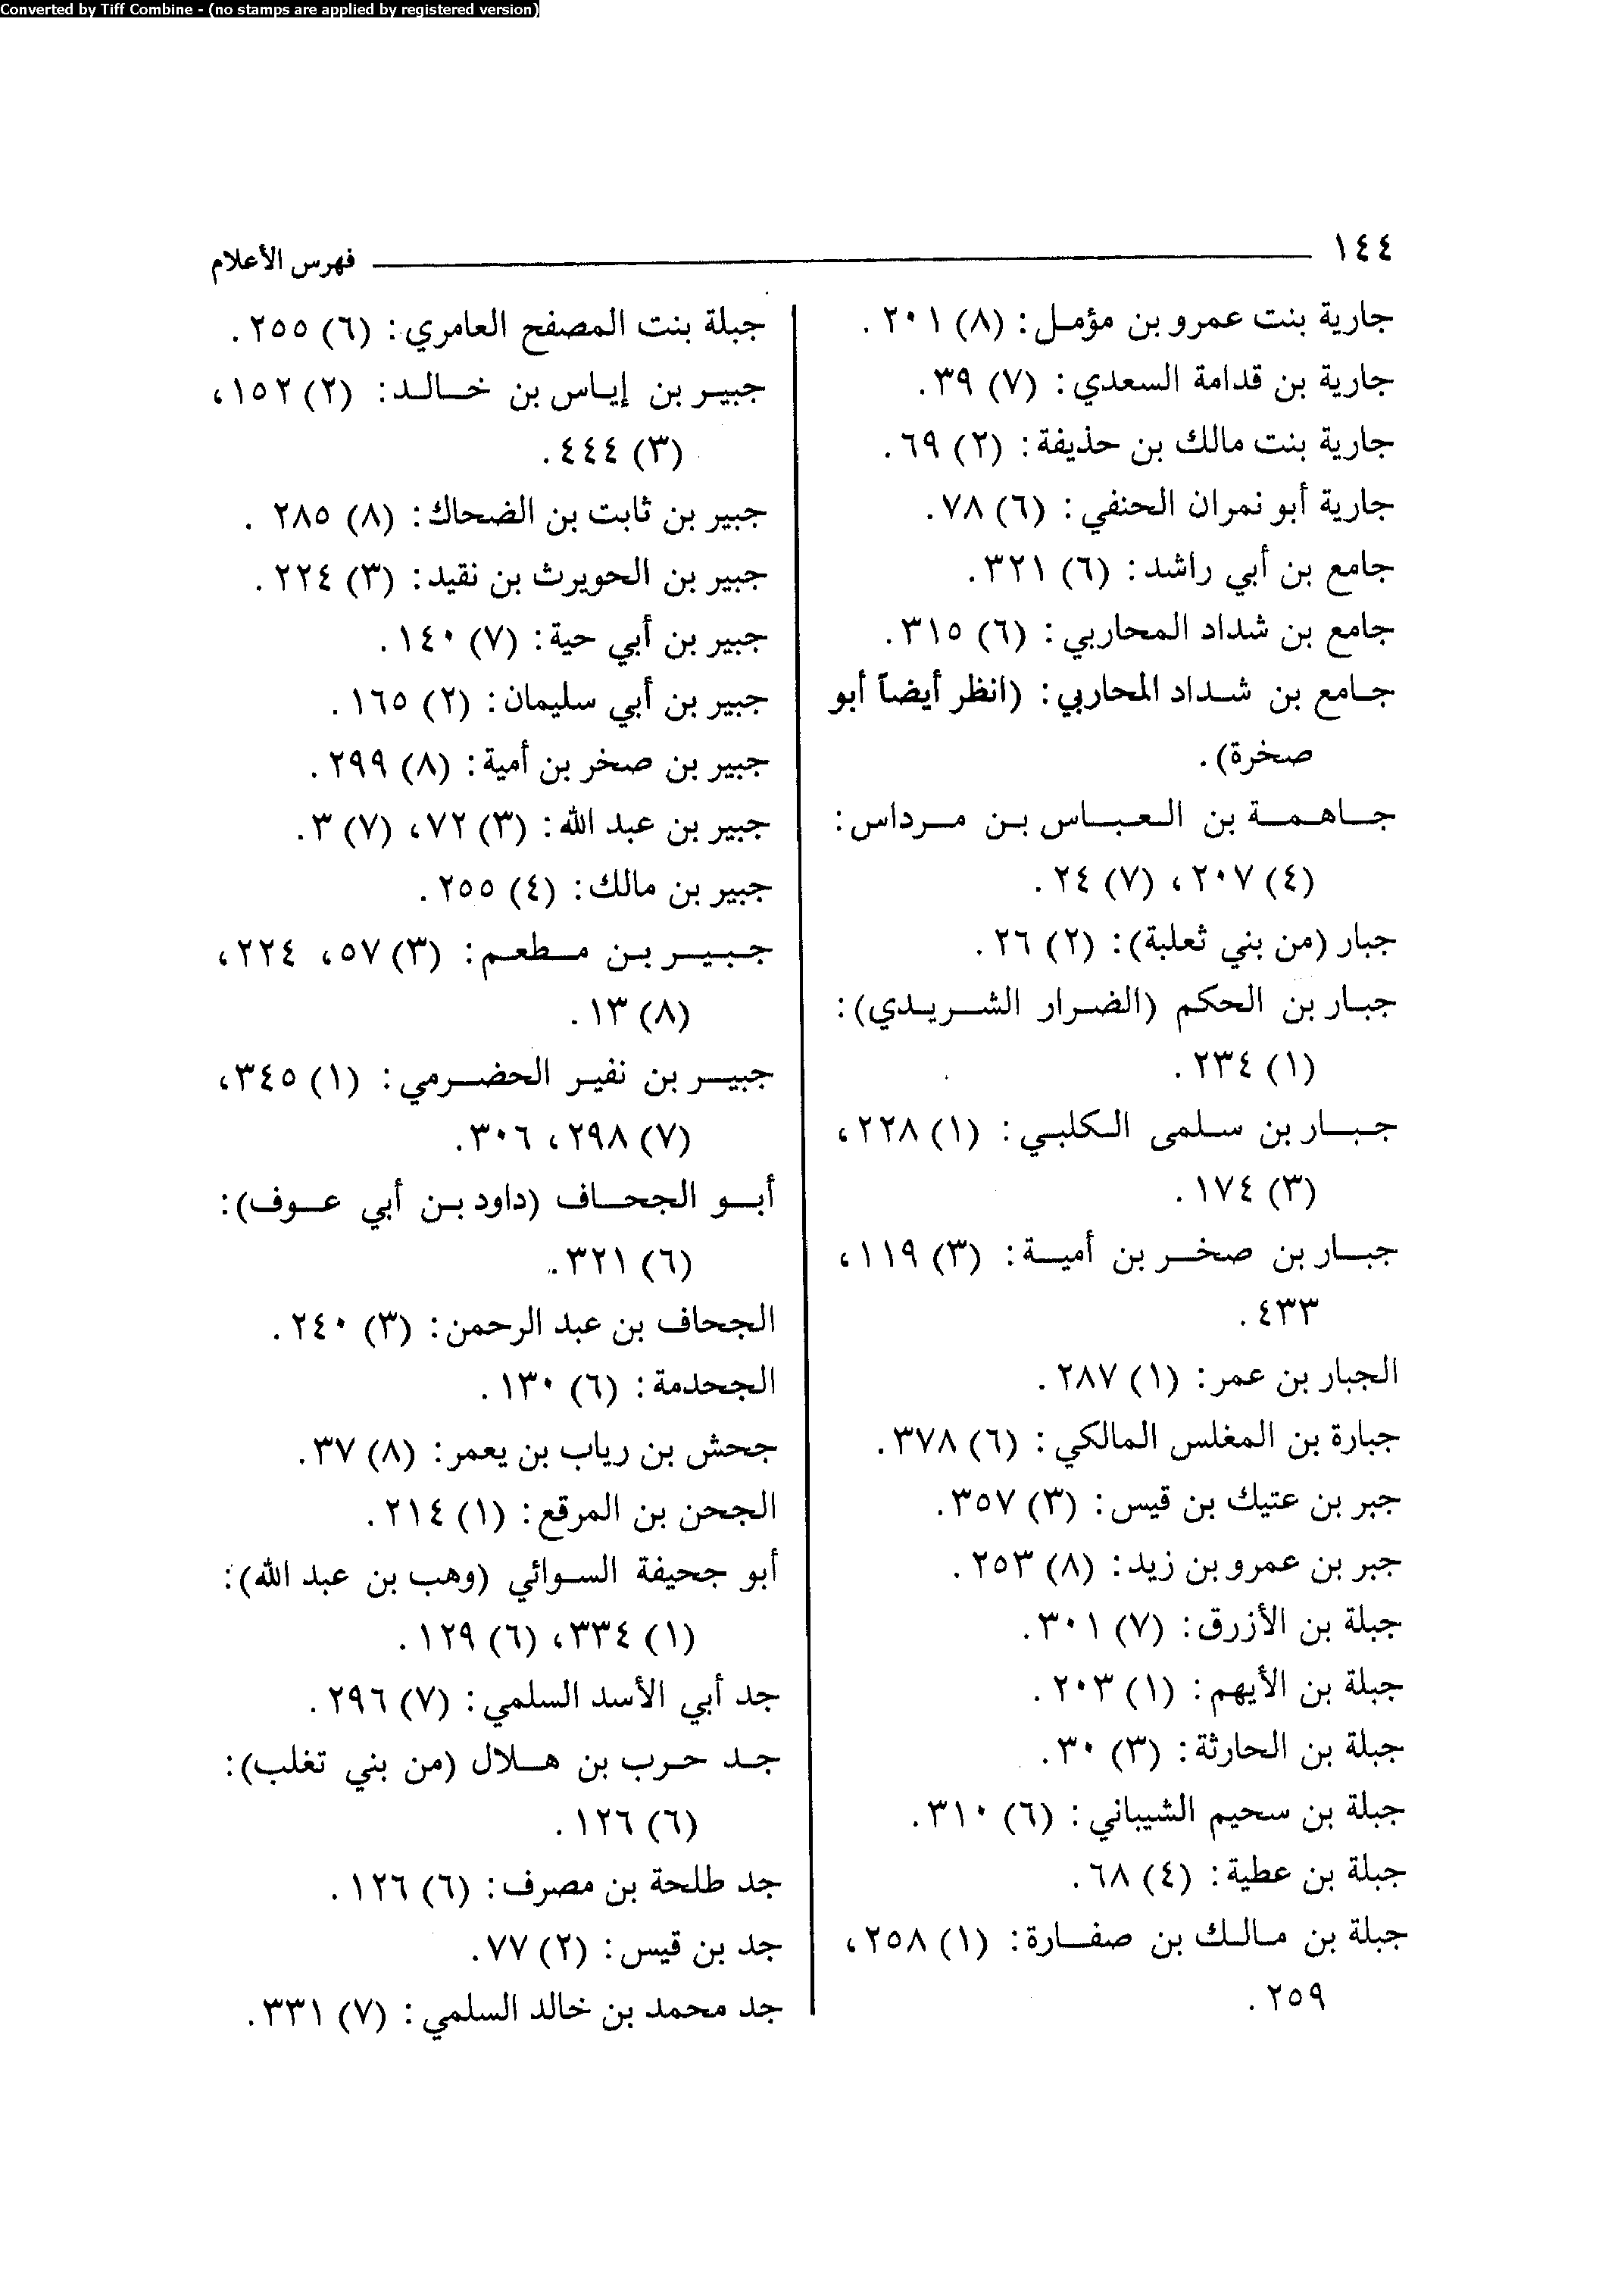 Converted by Tiff Combine - (no stamps are applied by registered version)
١٤٤
فهرس الأعلام
جارية بنت عمرو بن مؤمل: (٨) ٢٠١.
جارية بن قدامة السعدي: (٧) ٣٩.
جارية بنت مالك بن حذيفة: (٢) ٦٩.
جارية أبو نمران الحنفي: (٦) ٧٨.
جامع بن أبي راشد: (٦) ٣٢١.
جامع بن شداد المحاربي: (٦) ٣١٥.
جامع بن شداد المحاربي: (انظر أيضاً أبو
صخرة).
جاهمة بن العباس بن مرداس:
(٤) ٢٠٧، (٧) ٢٤.
جبار (من بني ثعلبة): (٢) ٢٦.
جبار بن الحكم (الضرار الشريدي):
(١) ٢٣٤.
جبار بن سلمى الكلبي: (١) ٢٢٨،
(٣) ١٧٤.
جبار بن صخر بن أمية: (٣) ١١٩،
٤٣٣.
الجبار بن عمر: (١) ٢٨٧.
جبارة بن المغلس المالكي: (٦) ٣٧٨.
جبر بن عتيك بن قيس: (٣) ٣٥٧.
جبر بن عمرو بن زيد: (٨) ٢٥٣.
جبلة بن الأزرق: (٧) ٣٠١.
جبلة بن الأيهم: (١) ٢٠٣.
جبلة بن الحارثة: (٣) ٣٠.
جبلة بن سحيم الشيباني: (٦) ٣١٠.
جبلة بن عطية: (٤) ٦٨.
جبلة بن مالك بن صفارة: (١) ٢٥٨،
٢٥٩.
جبلة بنت المصفح العامري: (٦) ٢٥٥.
جبير بن إياس بن خالد: (٢) ١٥٢،
(٣) ٤٤٤.
جبير بن ثابت بن الضحاك: (٨) ٢٨٥.
جبير بن الحويرث بن نقيد: (٣) ٢٢٤.
جبير بن أبي حية: (٧) ١٤٠.
جبير بن أبي سليمان: (٢) ١٦٥.
جبير بن صخر بن أمية: (٨) ٢٩٩.
جبير بن عبد الله: (٣) ٧٢، (٧) ٣.
جبير بن مالك: (٤) ٢٥٥.
جبير بن مطعم: (٣) ٥٧، ٢٢٤،
(٨) ١٣.
جبير بن نفير الحضرمي: (١) ٣٤٥،
(٧) ٢٩٨، ٣٠٦.
أبو الجحاف (داود بن أبي عوف):
(٦) ٣٢١.
الجحاف بن عبد الرحمن: (٣) ٢٤٠.
الجحدمة: (٦) ١٣٠.
جحش بن رياب بن يعمر: (٨) ٣٧.
الجحن بن المرقع: (١) ٢١٤.
أبو جحيفة السوائي (وهب بن عبد الله):
(١) ٣٣٤، (٦) ١٢٩.
جد أبي الأسد السلمي: (٧) ٢٩٦.
جد حرب بن هلال (من بني تغلب):
(٦) ١٢٦.
جد طلحة بن مصرف: (٦) ١٢٦.
جد بن قيس: (٢) ٧٧.
جد محمد بن خالد السلمي: (٧) ٣٣١.